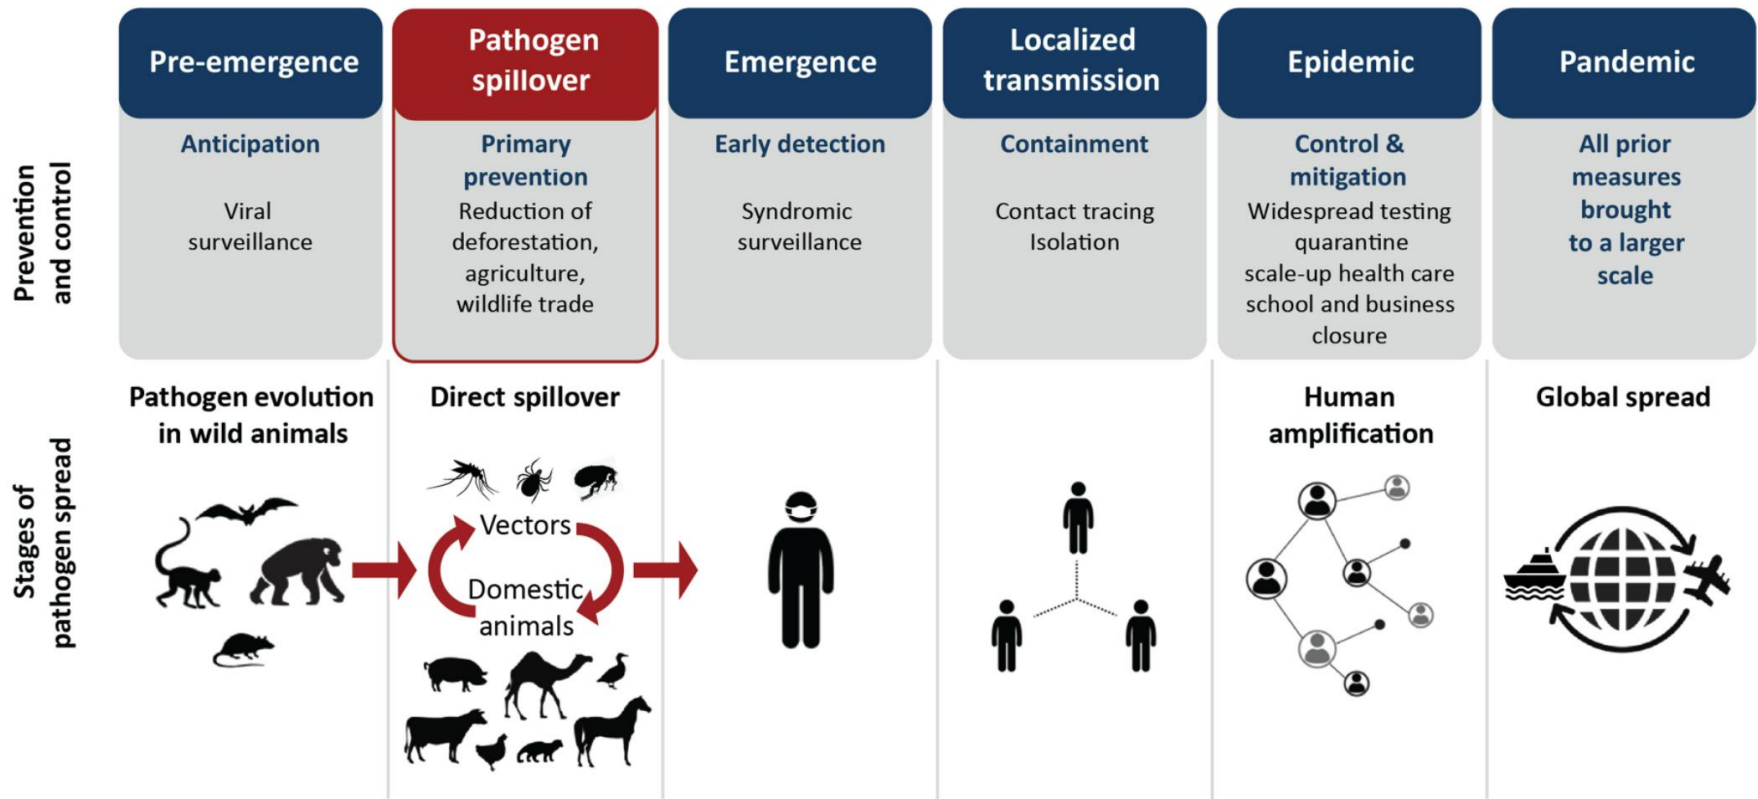 Pre-emergence
Pathogen
spillover
Emergence
Localized
transmission
Epidemic
Pandemic
Prevention
and control
Anticipation
Viral
surveillance
Primary
prevention
Reduction of
deforestation,
agriculture,
wildlife trade
Early detection
Syndromic
surveillance
Containment
Contact tracing
Isolation
Control &
mitigation
Widespread testing
quarantine
scale-up health care
school and business
closure
All prior
measures
brought
to a larger
scale
Stages of
pathogen spread
Pathogen evolution
in wild animals
Direct spillover
Vectors
Domestic
animals
Human
amplification
Global spread